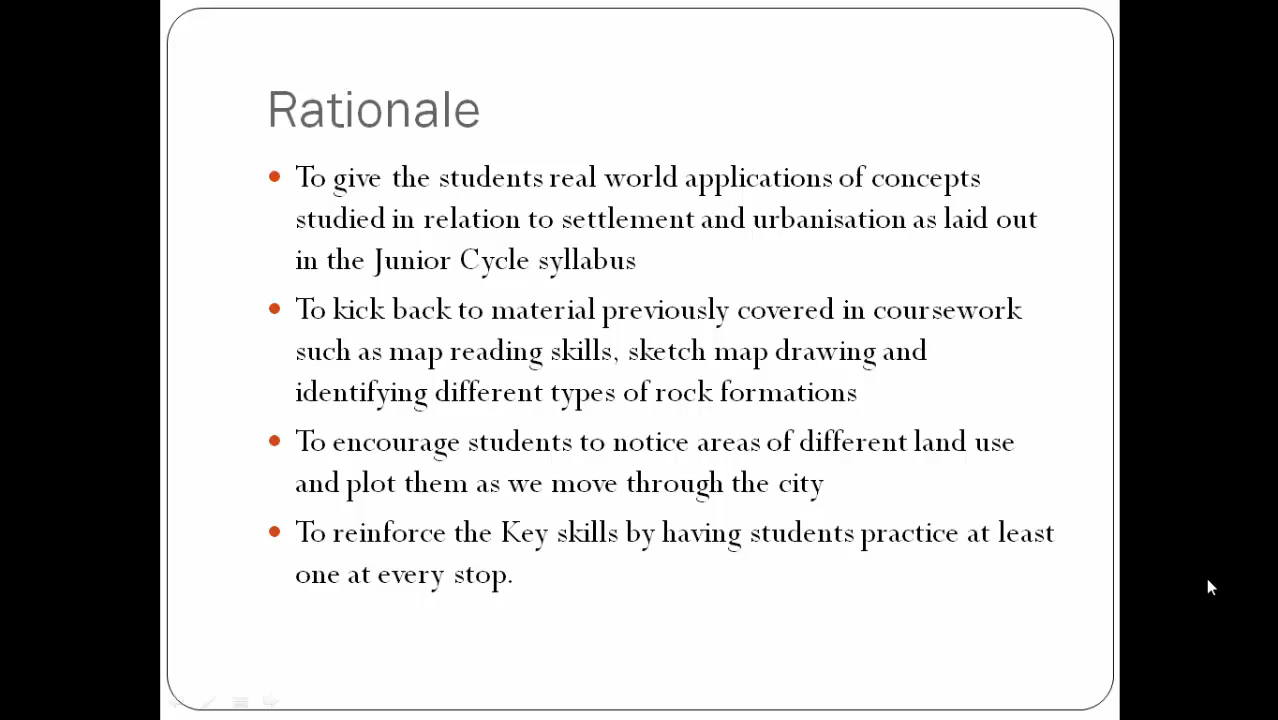 Rationale
• To give the students real world applications of concepts
studied in relation to settlement and urbanisation as laid out
in the Junior Cycle syllabus
• To kick back to material previously covered in coursework
such as map reading skills, sketch map drawing and
identifying different types of rock formations
• To encourage students to notice areas of different land use
and plot them as we move through the city
• To reinforce the Key skills by having students practice at least
one at every stop.